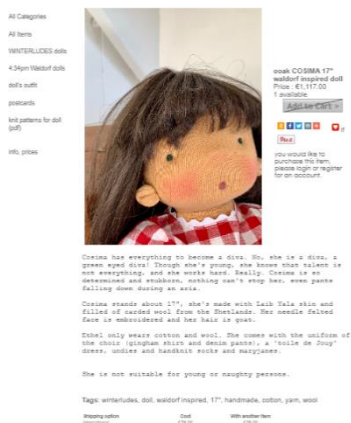 All Categories
All Items
WINTERLUDES dolls
4:34pm Waldorf dolls
doll's outfit
postcards
knit patterns for doll
(pdf)
info, prices
ooak COSIMA 17"
waldorf inspired doll
Price : €1,117.00
1 available
Add to Cart »
Pin it
you would like to
purchase this item,
please login or register
for an account.
Cosima has everything to become a diva. No, she is a diva, a
green eyed diva! Though she's young, she knows that talent is
not everything, and she works hard. Really. Cosima is so
determined and stubborn, nothing can't stop her, even pants
falling down during an aria.
Cosima stands about 17", she's made with Laib Yala skin and
filled of carded wool from the Shetlands. Her needle felted
face is embroidered and her hair is goat.
Ethel only wears cotton and wool. She comes with the uniform of
the choir (gingham shirt and denim pants), a 'toile de Jouy'
dress, undies and handknit socks and maryjanes.
She is not suitable for young or naughty persons.
Tags: winterludes, doll, waldorf inspired, 17", handmade, cotton, yarn, wool
Shipping option Cost With another item